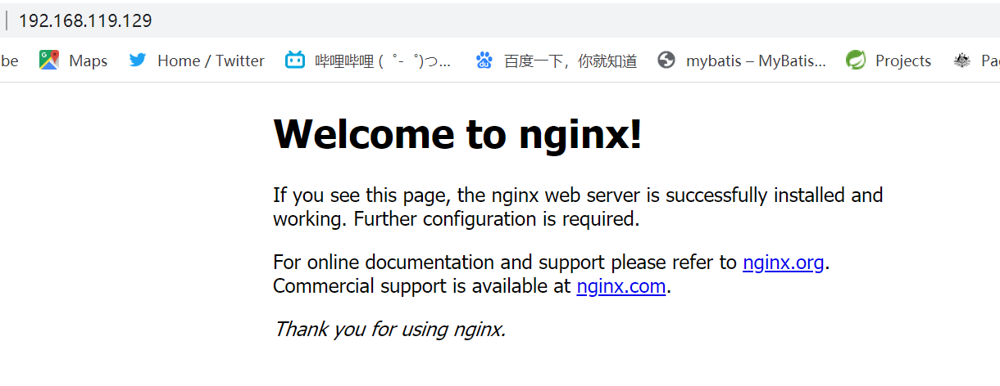 192.168.119.129
be Maps Home / Twitter 哔哩哔哩 ( ゜- ゜)つ... 百度一下，你就知道 mybatis – MyBatis... Projects Pa
Welcome to nginx!
If you see this page, the nginx web server is successfully installed and
working. Further configuration is required.
For online documentation and support please refer to nginx.org.
Commercial support is available at nginx.com.
Thank you for using nginx.